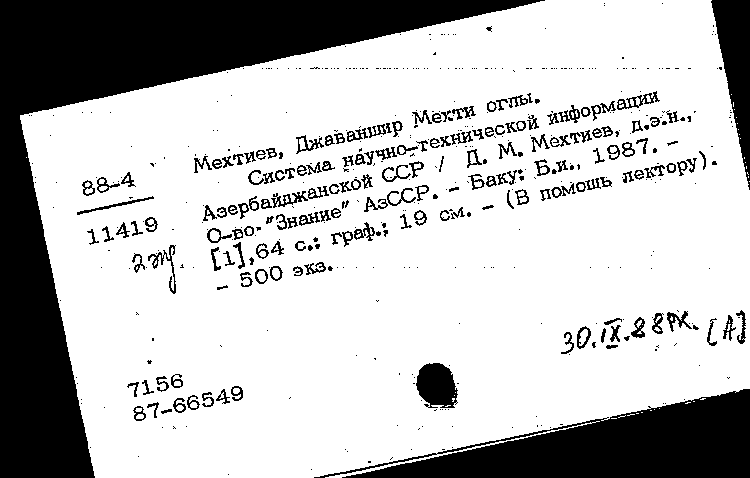 Мехтиев, Джаваншир Мехти оглы.
88-4 Система научно-технической информации
Азербайджанской ССР / Д. М. Мехтиев, д.э.н.,
11419 О-во "Знание" АзССР. - Баку: Б.и., 1987. -
2 эк. [1],64 с.: граф.; 19 см. - (В помощь лектору).
- 500 экз.
30.IX.88 [А]
7156
87-66549